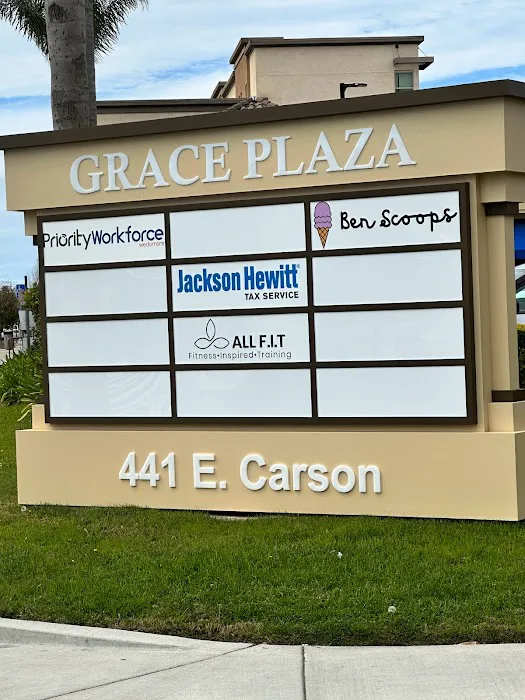 GRACE PLAZA
PriorityWorkforce
Ben Scoops
Jackson Hewitt
TAX SERVICE
ALL F.I.T
Fitness•Inspired•Training
441 E. Carson